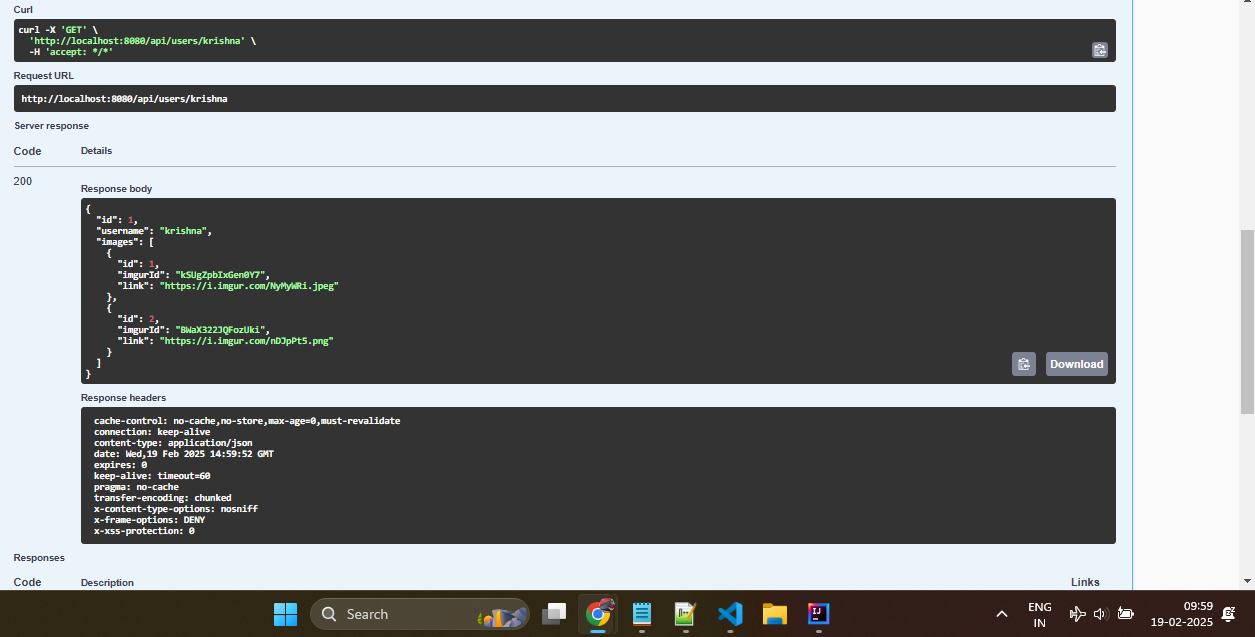 Curl
curl -X 'GET' \
'http://localhost:8080/api/users/krishna' \
-H 'accept: */*'
Request URL
http://localhost:8080/api/users/krishna
Server response
Code Details
200
Response body
{
"id": 1,
"username": "krishna",
"images": [
{
"id": 1,
"imgurId": "kSUgZpbIxGen0Y7",
"link": "https://i.imgur.com/NyMyWRi.jpeg"
},
{
"id": 2,
"imgurId": "BWaX322JQFozUki",
"link": "https://i.imgur.com/nDJpPt5.png"
}
]
}
Download
Response headers
cache-control: no-cache,no-store,max-age=0,must-revalidate
connection: keep-alive
content-type: application/json
date: Wed,19 Feb 2025 14:59:52 GMT
expires: 0
keep-alive: timeout=60
pragma: no-cache
transfer-encoding: chunked
x-content-type-options: nosniff
x-frame-options: DENY
x-xss-protection: 0
Responses
Code Description Links
Search
ENG
IN
09:59
19-02-2025